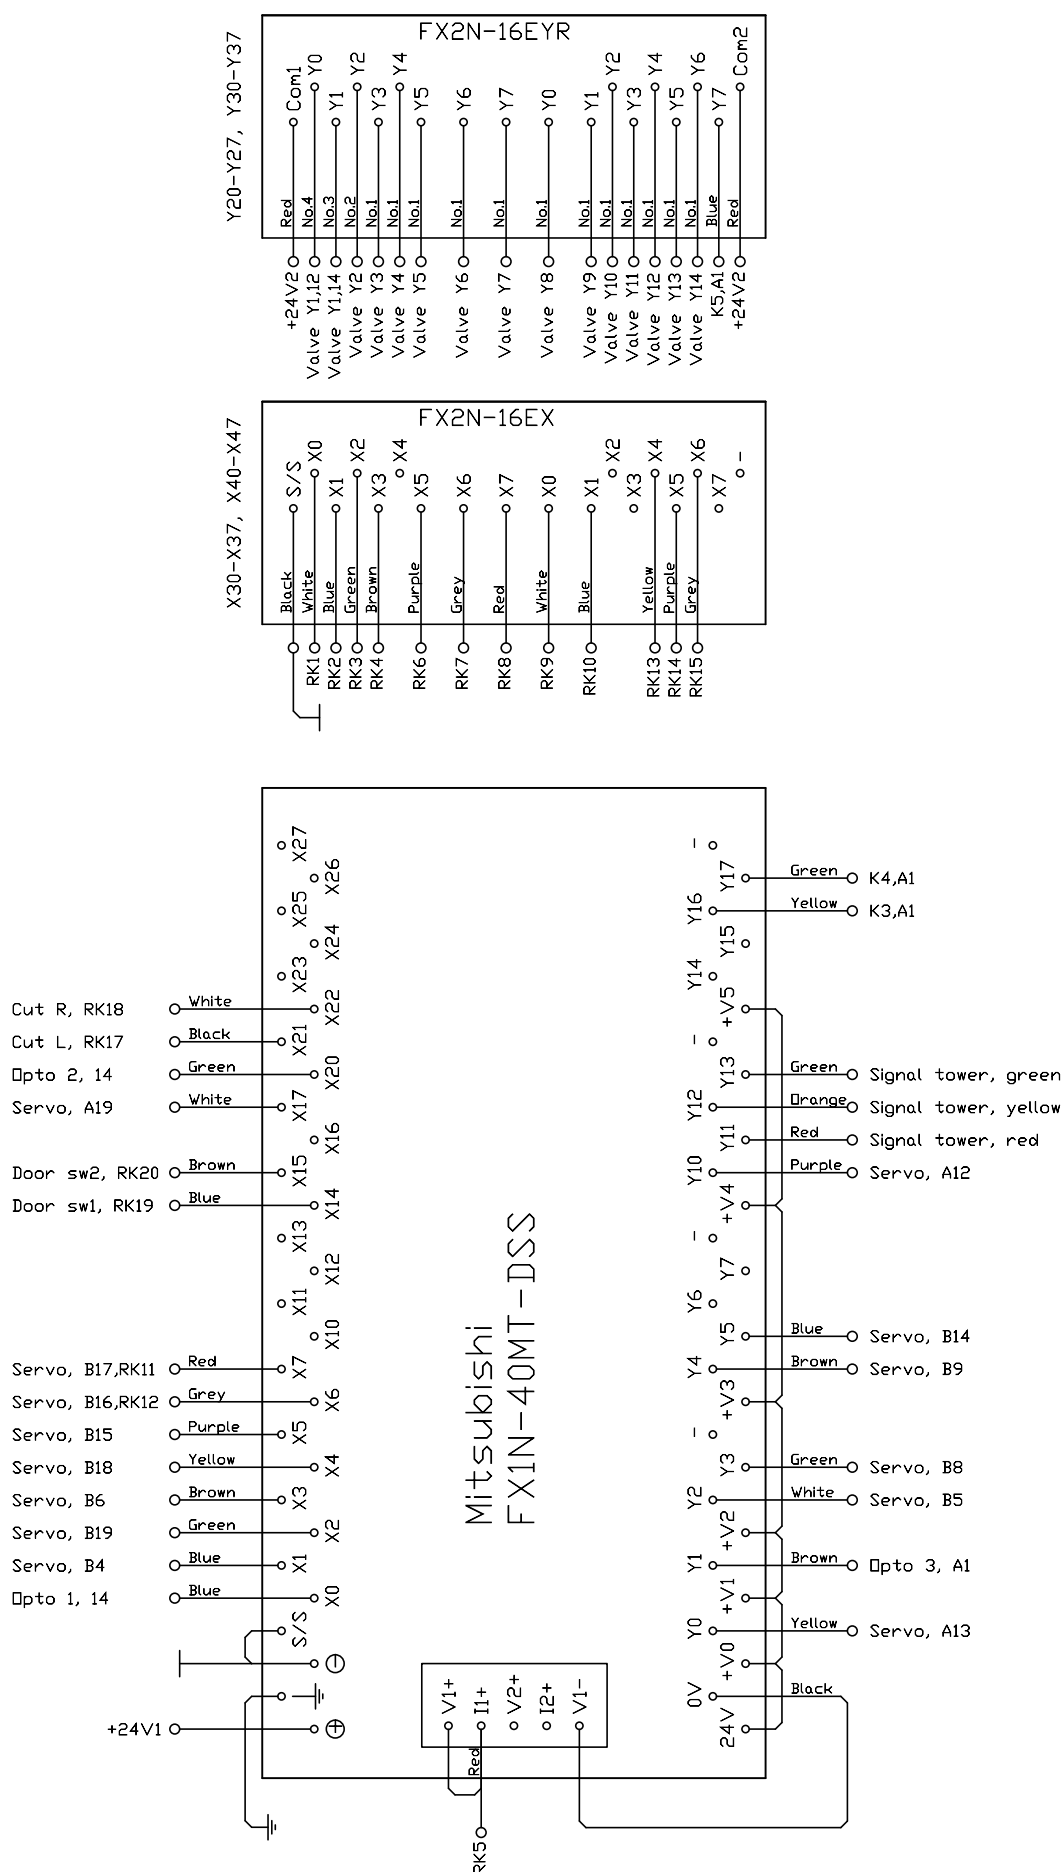 Y20-Y27, Y30-Y37
FX2N-16EYR
Com1
Y0
Y1
Y2
Y3
Y4
Y5
Y6
Y7
Y0
Y1
Y2
Y3
Y4
Y5
Y6
Y7
Com2
Red
No.4
No.3
No.2
No.1
No.1
No.1
No.1
No.1
No.1
No.1
No.1
No.1
No.1
No.1
No.1
Blue
Red
+24V2
Valve Y1,12
Valve Y1,14
Valve Y2
Valve Y3
Valve Y4
Valve Y5
Valve Y6
Valve Y7
Valve Y8
Valve Y9
Valve Y10
Valve Y11
Valve Y12
Valve Y13
Valve Y14
K5,A1
+24V2
X30-X37, X40-X47
FX2N-16EX
S/S
X0
X1
X2
X3
X4
X5
X6
X7
X0
X1
X2
X3
X4
X5
X6
X7
-
Black
White
Blue
Green
Brown
Purple
Grey
Red
White
Blue
Yellow
Purple
Grey
RK1
RK2
RK3
RK4
RK6
RK7
RK8
RK9
RK10
RK13
RK14
RK15
Mitsubishi
FX1N-40MT-DSS
X27
X26
X25
X24
X23
Cut R, RK18 White X22
Cut L, RK17 Black X21
Opto 2, 14 Green X20
Servo, A19 White X17
X16
Door sw2, RK20 Brown X15
Door sw1, RK19 Blue X14
X13
X12
X11
X10
Servo, B17,RK11 Red X7
Servo, B16,RK12 Grey X6
Servo, B15 Purple X5
Servo, B18 Yellow X4
Servo, B6 Brown X3
Servo, B19 Green X2
Servo, B4 Blue X1
Opto 1, 14 Blue X0
S/S
-
+24V1 +
-
Y17 Green K4,A1
Y16 Yellow K3,A1
Y15
Y14
+V5
-
Y13 Green Signal tower, green
Y12 Orange Signal tower, yellow
Y11 Red Signal tower, red
Y10 Purple Servo, A12
+V4
-
Y7
Y6
Y5 Blue Servo, B14
Y4 Brown Servo, B9
+V3
-
Y3 Green Servo, B8
Y2 White Servo, B5
+V2
Y1 Brown Opto 3, A1
+V1
Y0 Yellow Servo, A13
+V0
0V Black
24V
V1+
I1+
V2+
I2+
V1-
Red
RK5